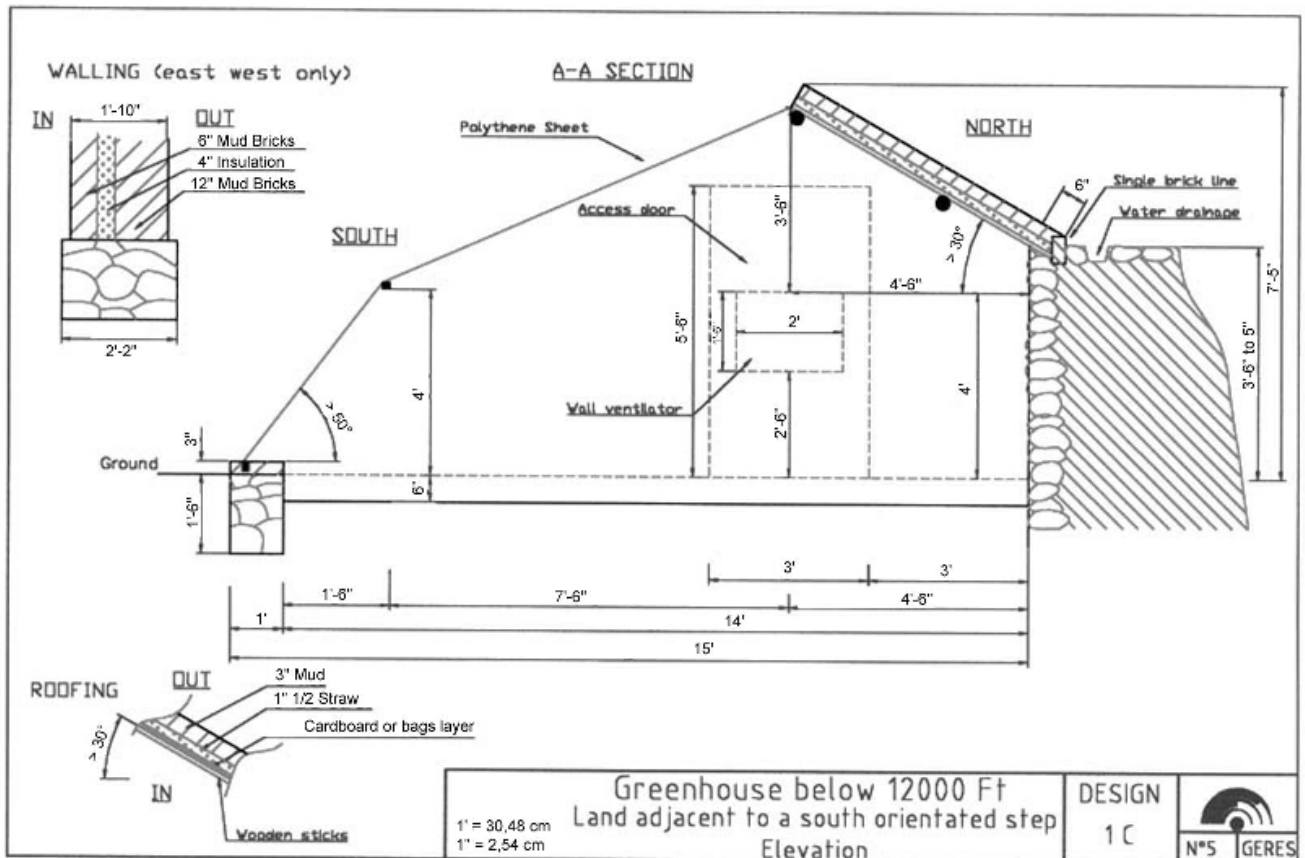 WALLING (east west only)
A-A SECTION
1'-10"
IN
OUT
6" Mud Bricks
4" Insulation
12" Mud Bricks
2'-2"
Polythene Sheet
NORTH
6"
Single brick line
Water drainape
SOUTH
Access door
3'-6"
> 30°
4'-6"
7'-5"
5'-6"
1'-6"
2'
3'-6" to 5"
4'
4'
Wall ventilator
2'-6"
> 50°
3"
Ground
6"
1'-6"
3'
3'
1'-6"
7'-6"
4'-6"
1'
14'
15'
ROOFING
OUT
3" Mud
1" 1/2 Straw
Cardboard or bags layer
> 30°
IN
Wooden sticks
1' = 30,48 cm
1" = 2,54 cm
Greenhouse below 12000 Ft
Land adjacent to a south orientated step
Elevation
DESIGN
1 C
N°5
GERES